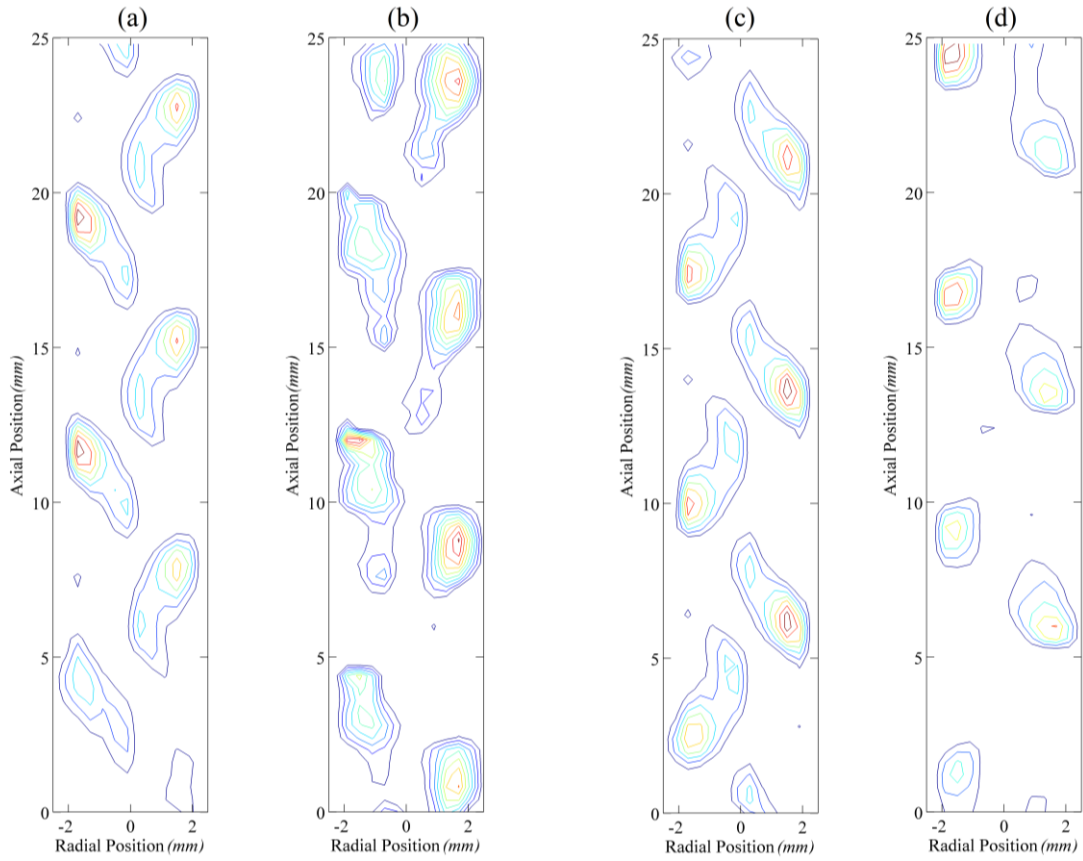 (a) (b) (c) (d)
25 25 25 25
20 20 20 20
15 15 15 15
10 10 10 10
5 5 5 5
0 0 0 0
Axial Position(mm) Axial Position(mm) Axial Position(mm) Axial Position(mm)
-2 0 2 -2 0 2 -2 0 2 -2 0 2
Radial Position (mm) Radial Position (mm) Radial Position (mm) Radial Position (mm)